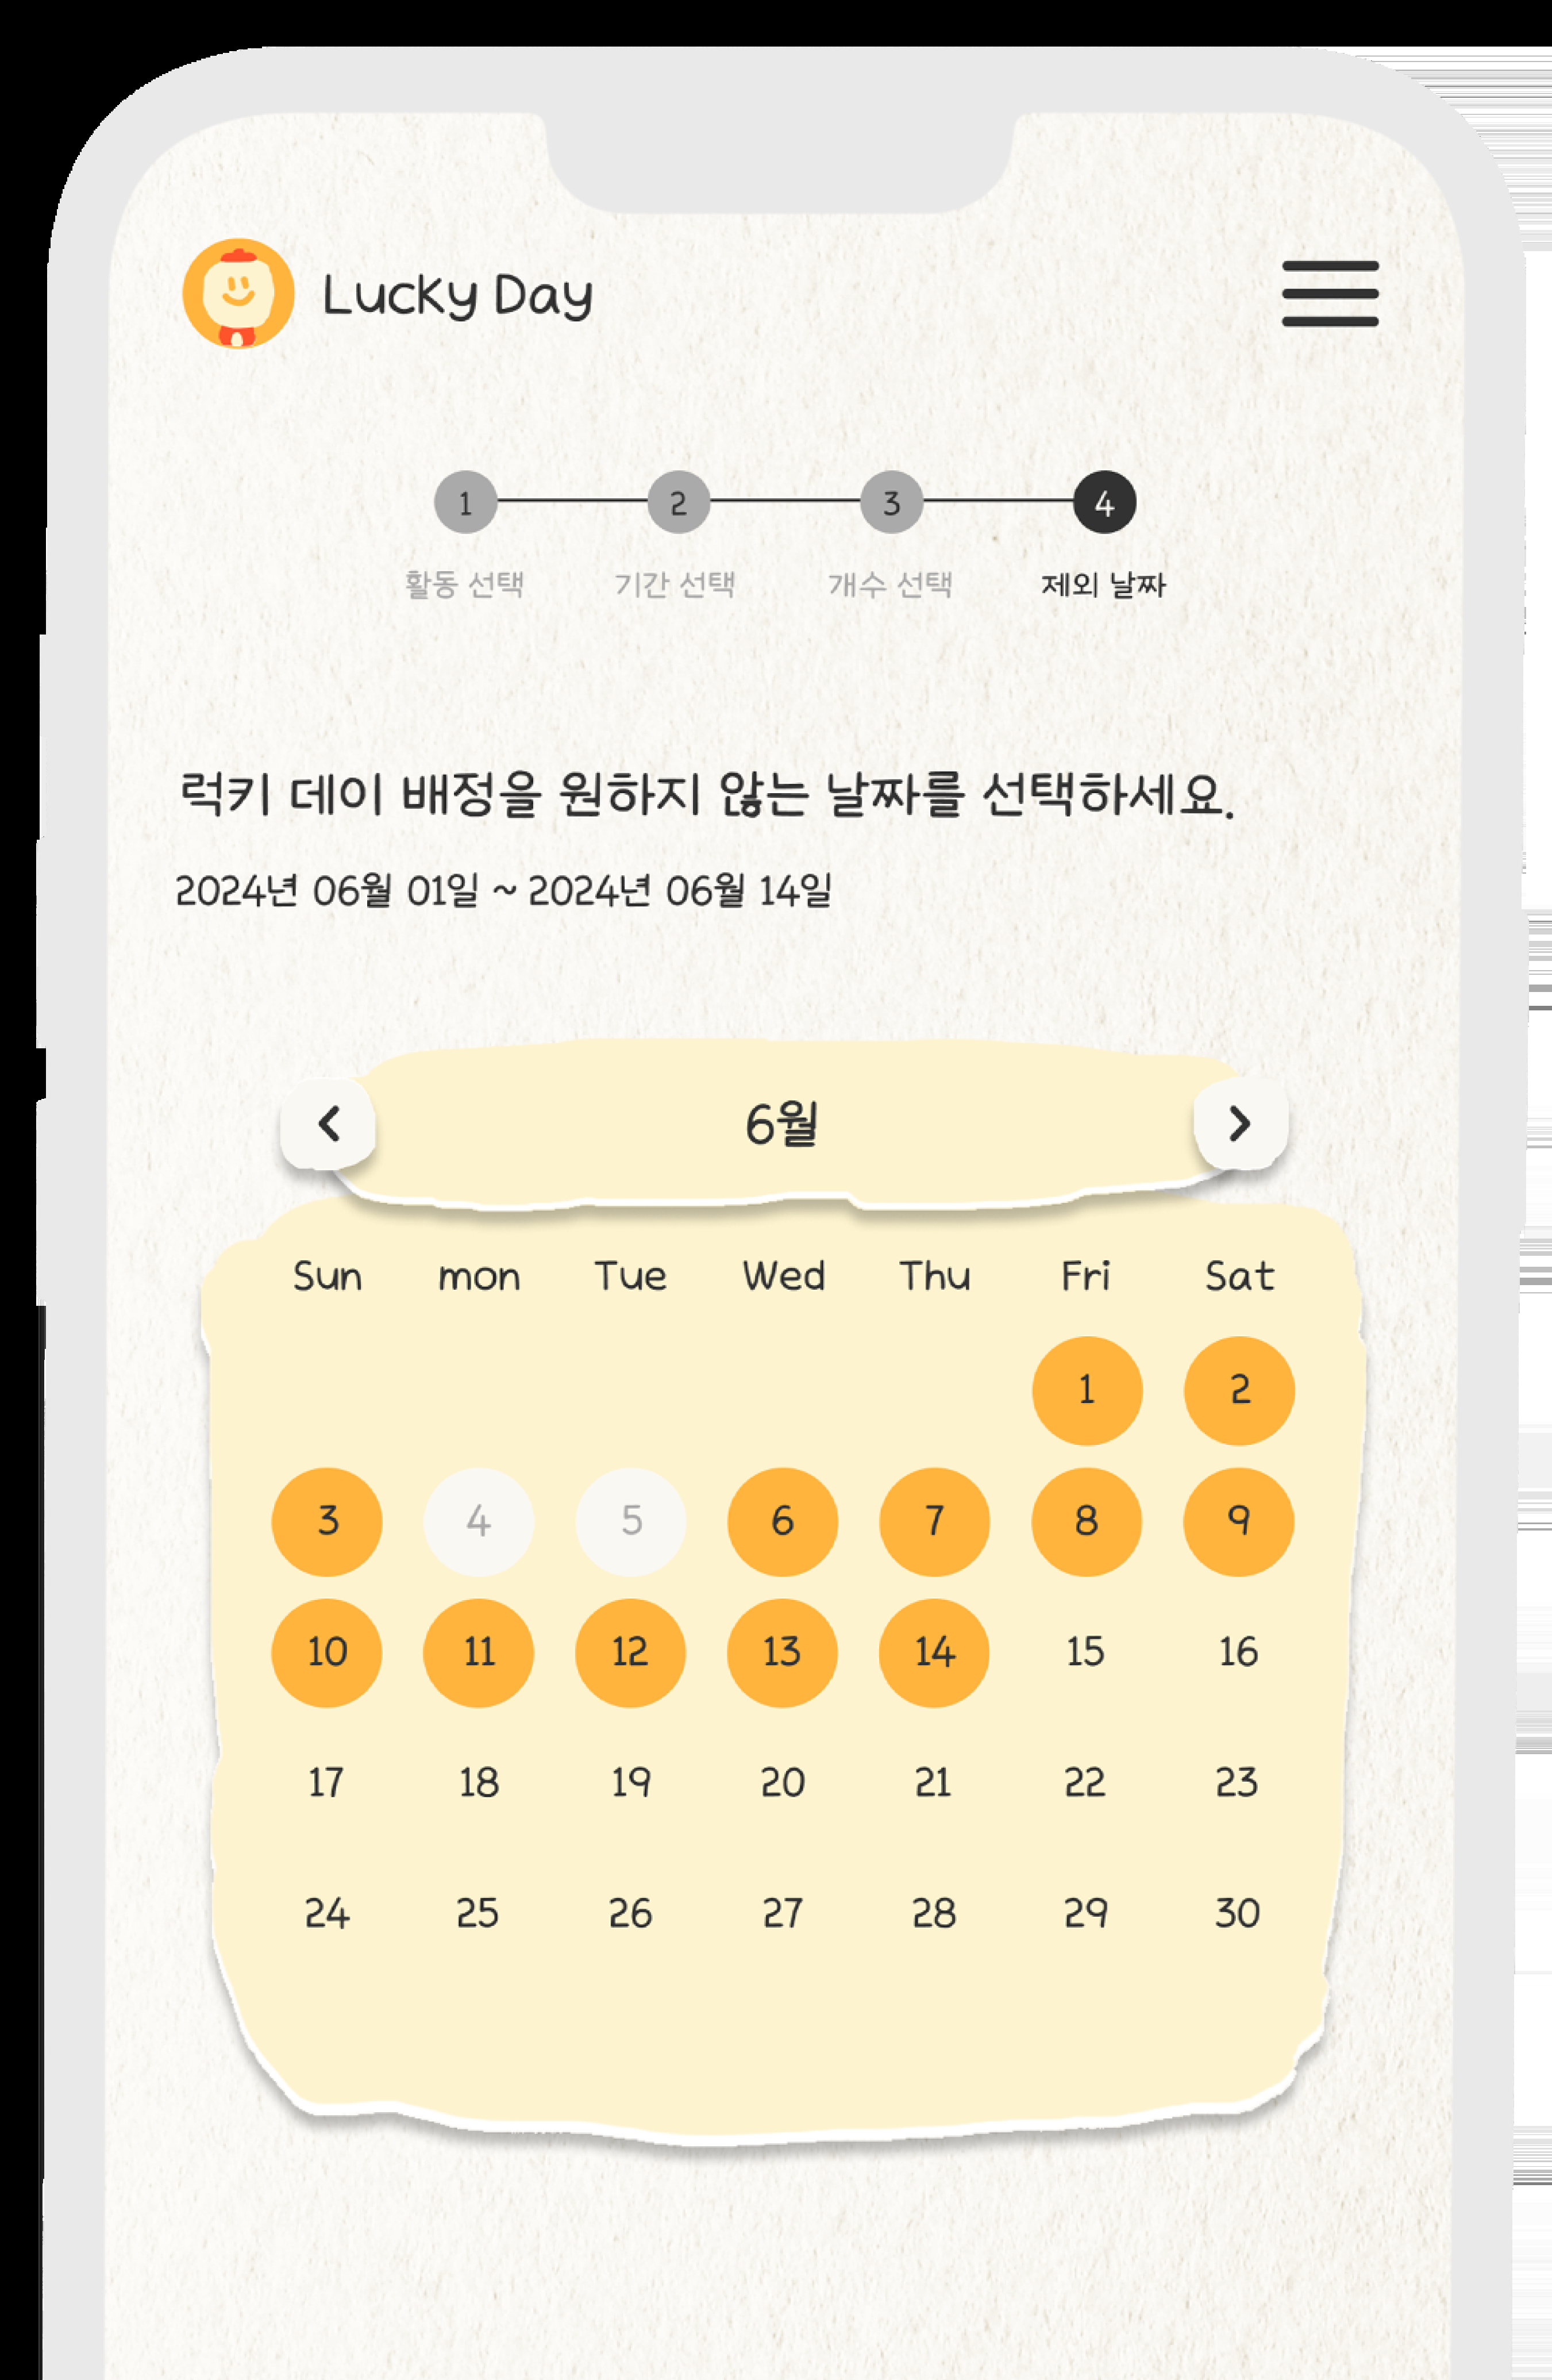 Lucky Day
1 2 3 4
활동 선택 기간 선택 개수 선택 제외 날짜
럭키 데이 배정을 원하지 않는 날짜를 선택하세요.
2024년 06월 01일 ~ 2024년 06월 14일
6월
Sun mon Tue Wed Thu Fri Sat
1 2
3 4 5 6 7 8 9
10 11 12 13 14 15 16
17 18 19 20 21 22 23
24 25 26 27 28 29 30